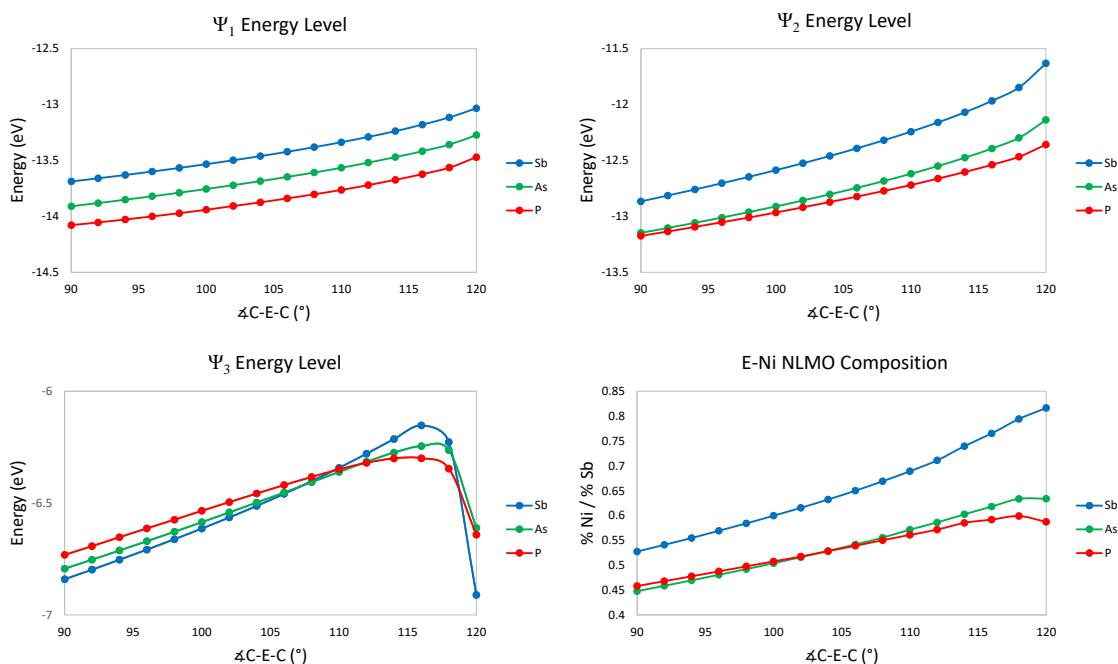 Ψ₁ Energy Level
-12.5
-13
-13.5
-14
-14.5
Energy (eV)
90 95 100 105 110 115 120
∡C-E-C (°)
Sb
As
P
Ψ₂ Energy Level
-11.5
-12
-12.5
-13
-13.5
Energy (eV)
90 95 100 105 110 115 120
∡C-E-C (°)
Sb
As
P
Ψ₃ Energy Level
-6
-6.5
-7
Energy (eV)
90 95 100 105 110 115 120
∡C-E-C (°)
Sb
As
P
E-Ni NLMO Composition
0.85
0.8
0.75
0.7
0.65
0.6
0.55
0.5
0.45
0.4
% Ni / % Sb
90 95 100 105 110 115 120
∡C-E-C (°)
Sb
As
P